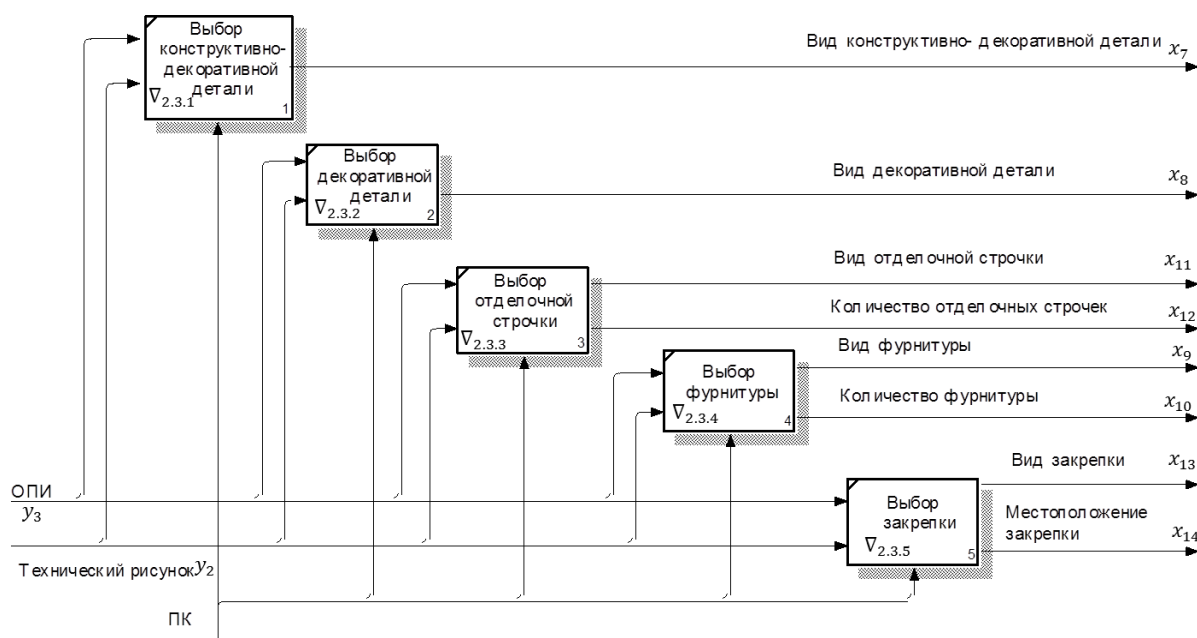 Выбор
конструктивно-
декоративной
детали
∇2.3.1
1
Вид конструктивно- декоративной детали x7
Выбор
декоративной
детали
∇2.3.2
2
Вид декоративной детали x8
Выбор
отделочной
строчки
∇2.3.3
3
Вид отделочной строчки x11
Количество отделочных строчек x12
Выбор
фурнитуры
∇2.3.4
4
Вид фурнитуры x9
Количество фурнитуры x10
Выбор
закрепки
∇2.3.5
5
Вид закрепки x13
Местоположение
закрепки x14
ОПИ
y3
Технический рисунок y2
ПК